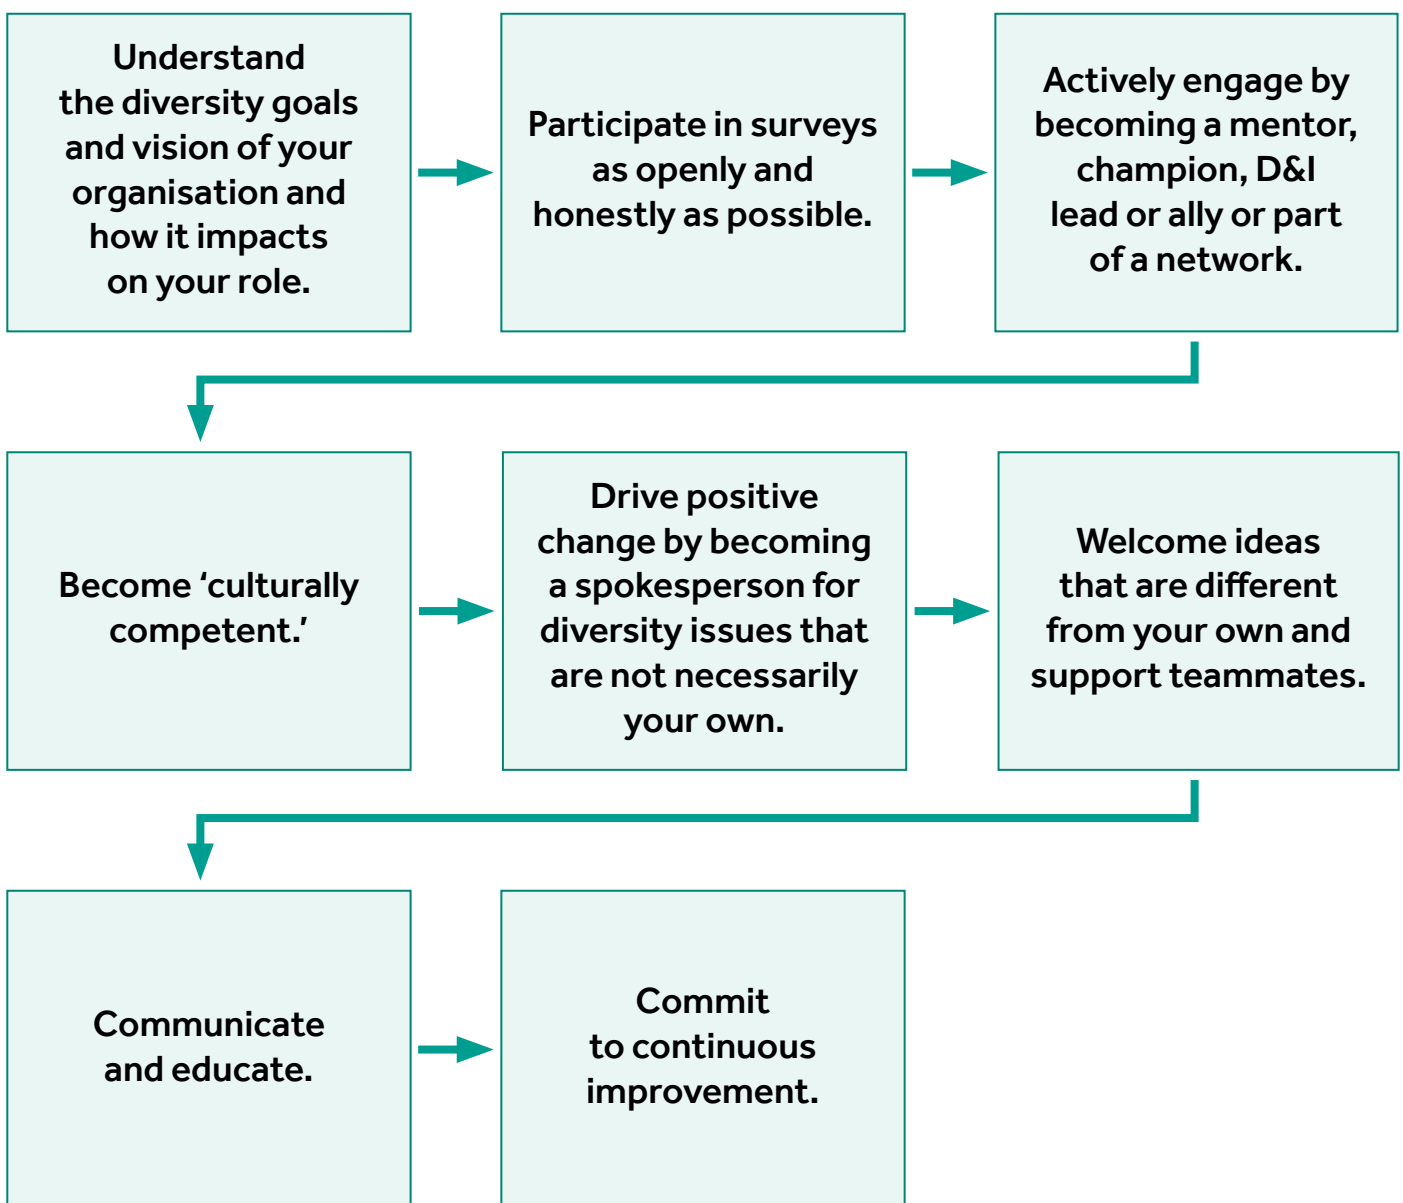 Understand
the diversity goals
and vision of your
organisation and
how it impacts
on your role.
Participate in surveys
as openly and
honestly as possible.
Actively engage by
becoming a mentor,
champion, D&I
lead or ally or part
of a network.
Become ‘culturally
competent.’
Drive positive
change by becoming
a spokesperson for
diversity issues that
are not necessarily
your own.
Welcome ideas
that are different
from your own and
support teammates.
Communicate
and educate.
Commit
to continuous
improvement.